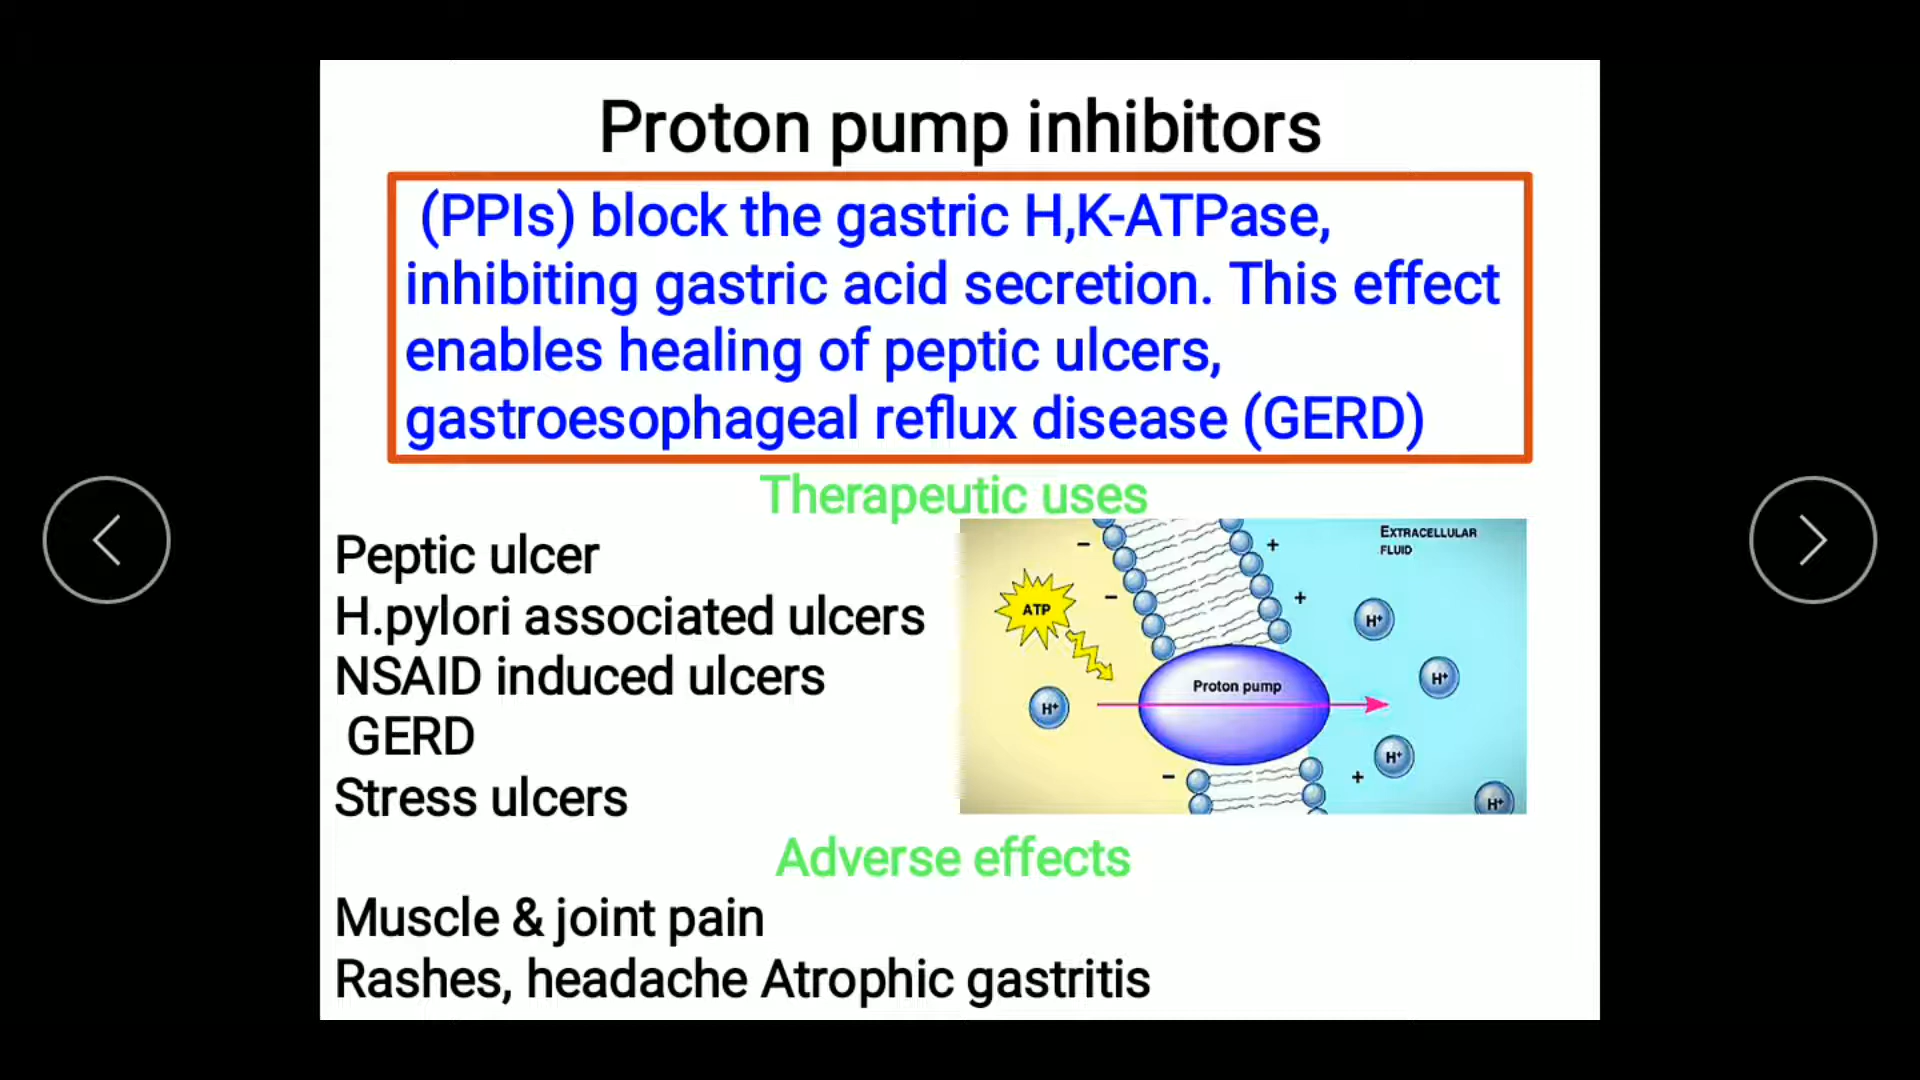 Proton pump inhibitors
(PPIs) block the gastric H,K-ATPase,
inhibiting gastric acid secretion. This effect
enables healing of peptic ulcers,
gastroesophageal reflux disease (GERD)
Therapeutic uses
Peptic ulcer
H.pylori associated ulcers
NSAID induced ulcers
GERD
Stress ulcers
EXTRACELLULAR
FLUID
− +
− +
ATP
H⁺
H⁺
Proton pump
H⁺
H⁺
− +
H⁺
Adverse effects
Muscle & joint pain
Rashes, headache Atrophic gastritis